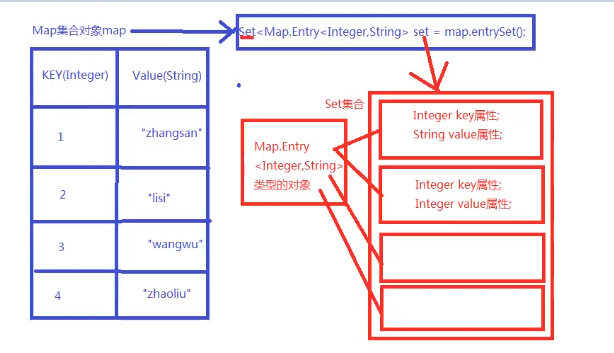 Map集合对象map
Set<Map.Entry<Integer,String> set = map.entrySet();
KEY(Integer)
Value(String)
1
"zhangsan"
2
"lisi"
3
"wangwu"
4
"zhaoliu"
Set集合
Map.Entry
<Integer,String>
类型的对象
Integer key属性;
String value属性;
Integer key属性;
Integer value属性;